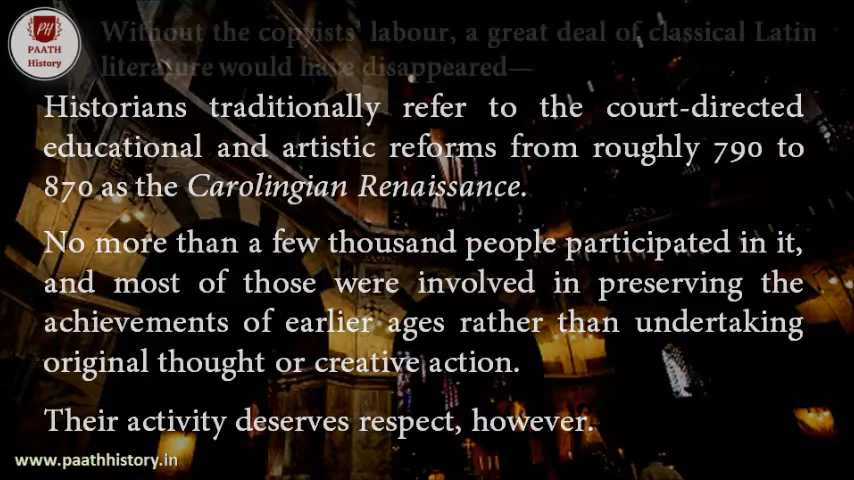 PH
PAATH
History
Without the copyists' labour, a great deal of classical Latin
literature would have disappeared—
Historians traditionally refer to the court-directed
educational and artistic reforms from roughly 790 to
870 as the Carolingian Renaissance.
No more than a few thousand people participated in it,
and most of those were involved in preserving the
achievements of earlier ages rather than undertaking
original thought or creative action.
Their activity deserves respect, however.
www.paathhistory.in